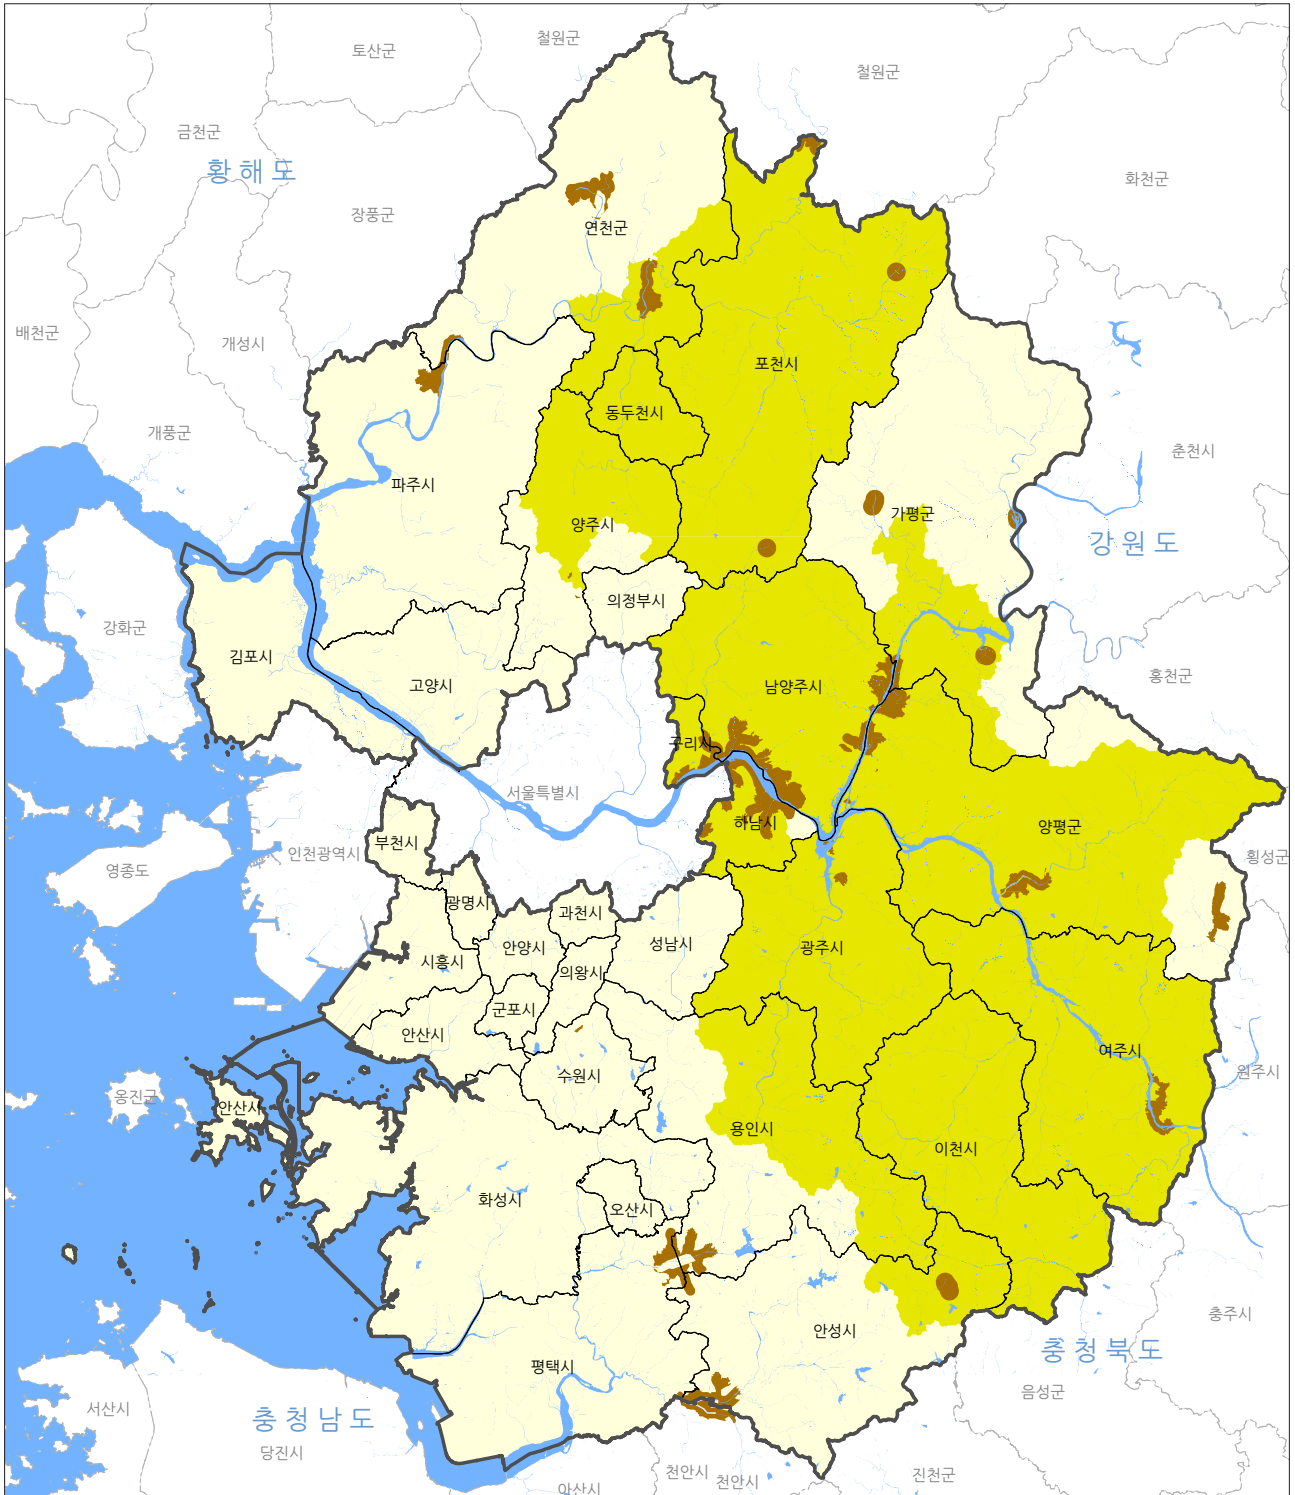 철원군
토산군
철원군
금천군
황해도
화천군
장풍군
연천군
배천군
개성시
포천시
동두천시
개풍군
춘천시
파주시
가평군
양주시
강원도
의정부시
강화군
김포시
고양시
남양주시
홍천군
구리시
서울특별시
하남시
양평군
부천시
인천광역시
횡성군
영종도
광명시
과천시
안양시
성남시
광주시
시흥시
의왕시
군포시
안산시
여주시
수원시
원주시
옹진군
안산시
용인시
이천시
화성시
오산시
충주시
안성시
충청북도
평택시
음성군
서산시
충청남도
당진시
천안시
진천군
천안시
아산시